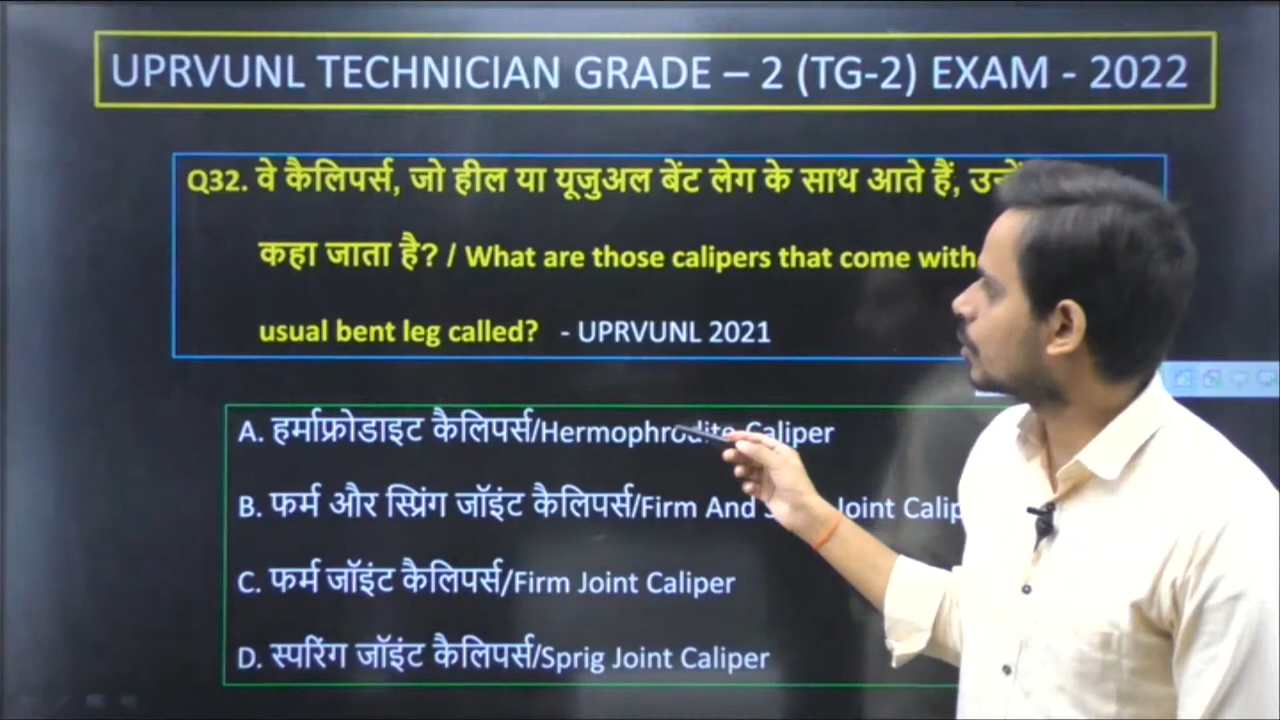 UPRVUNL TECHNICIAN GRADE – 2 (TG-2) EXAM - 2022
Q32. वे कैलिपर्स, जो हील या यूजुअल बेंट लेग के साथ आते हैं,
कहा जाता है? / What are those calipers that come with
usual bent leg called? - UPRVUNL 2021
A. हर्माफ्रोडाइट कैलिपर्स/Hermophrodite Caliper
B. फर्म और स्प्रिंग जॉइंट कैलिपर्स/Firm And Joint
C. फर्म जॉइंट कैलिपर्स/Firm Joint Caliper
D. स्परिंग जॉइंट कैलिपर्स/Sprig Joint Caliper